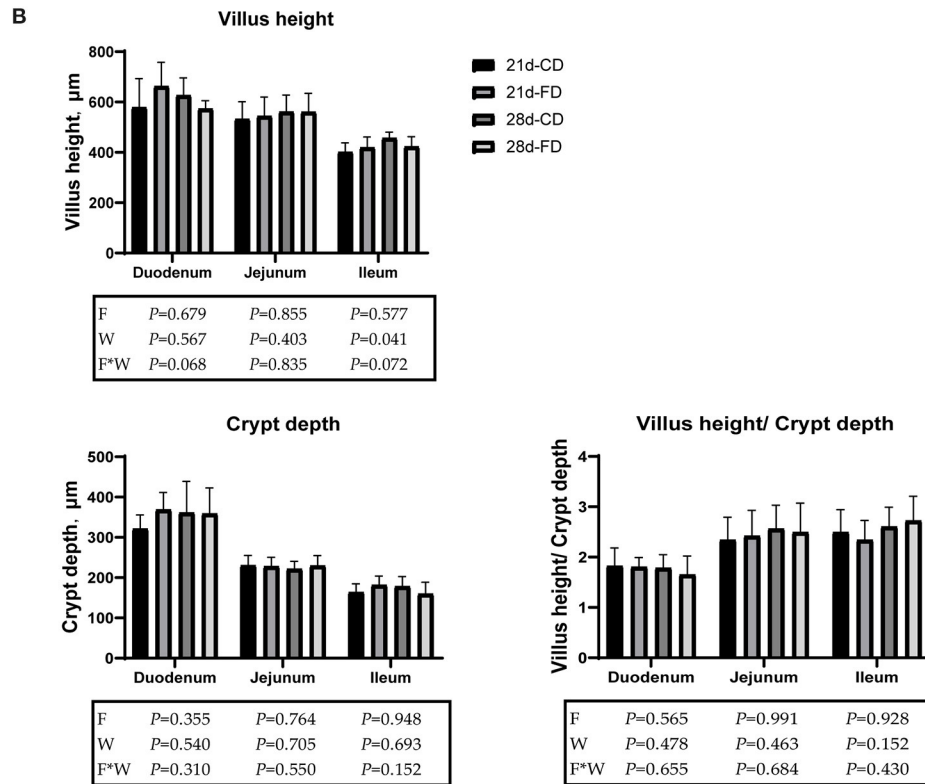 B
Villus height
Villus height, μm
800
600
400
200
0
Duodenum Jejunum Ileum
21d-CD
21d-FD
28d-CD
28d-FD
F P=0.679 P=0.855 P=0.577
W P=0.567 P=0.403 P=0.041
F*W P=0.068 P=0.835 P=0.072
Crypt depth
Crypt depth, μm
500
400
300
200
100
0
Duodenum Jejunum Ileum
F P=0.355 P=0.764 P=0.948
W P=0.540 P=0.705 P=0.693
F*W P=0.310 P=0.550 P=0.152
Villus height/ Crypt depth
Villus height/ Crypt depth
4
3
2
1
0
Duodenum Jejunum Ileum
F P=0.565 P=0.991 P=0.928
W P=0.478 P=0.463 P=0.152
F*W P=0.655 P=0.684 P=0.430